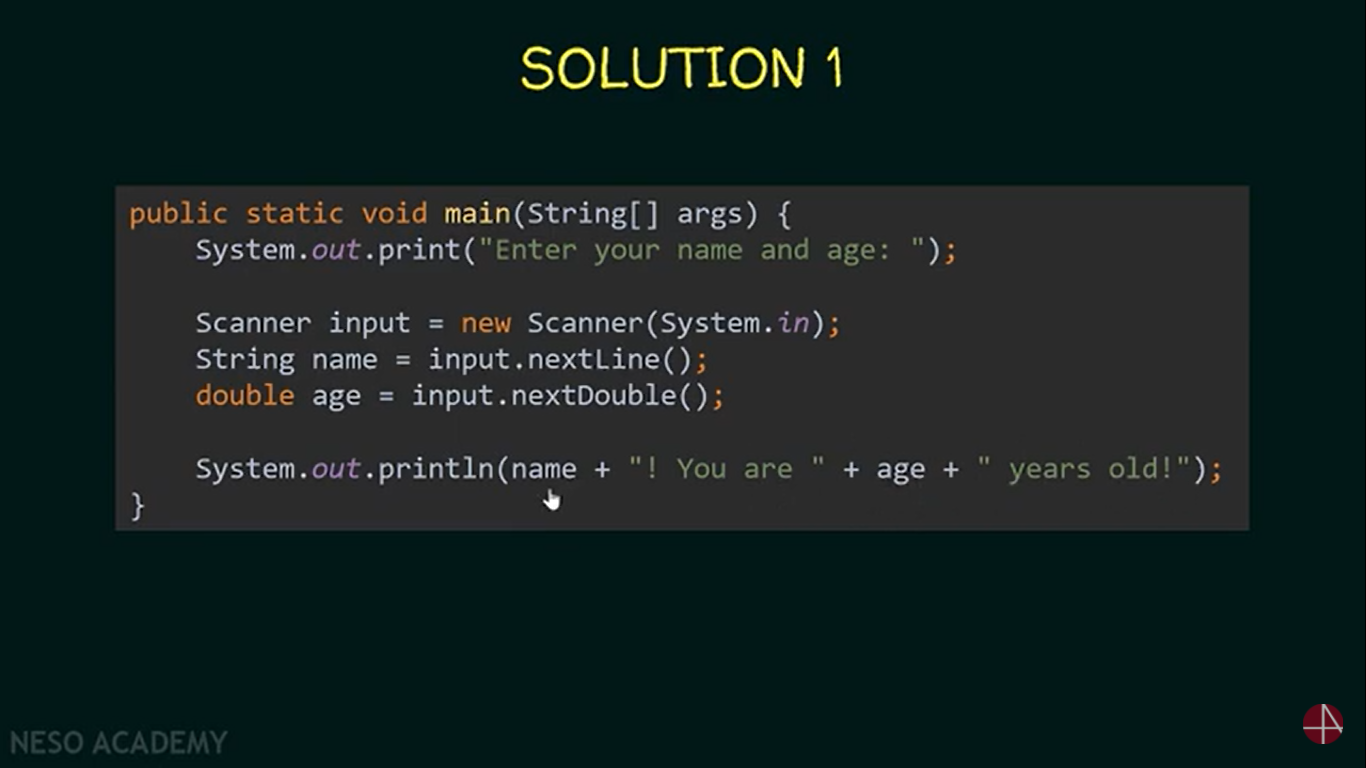 SOLUTION 1
public static void main(String[] args) {
    System.out.print("Enter your name and age: ");
    Scanner input = new Scanner(System.in);
    String name = input.nextLine();
    double age = input.nextDouble();
    System.out.println(name + "! You are " + age + " years old!");
}
NESO ACADEMY